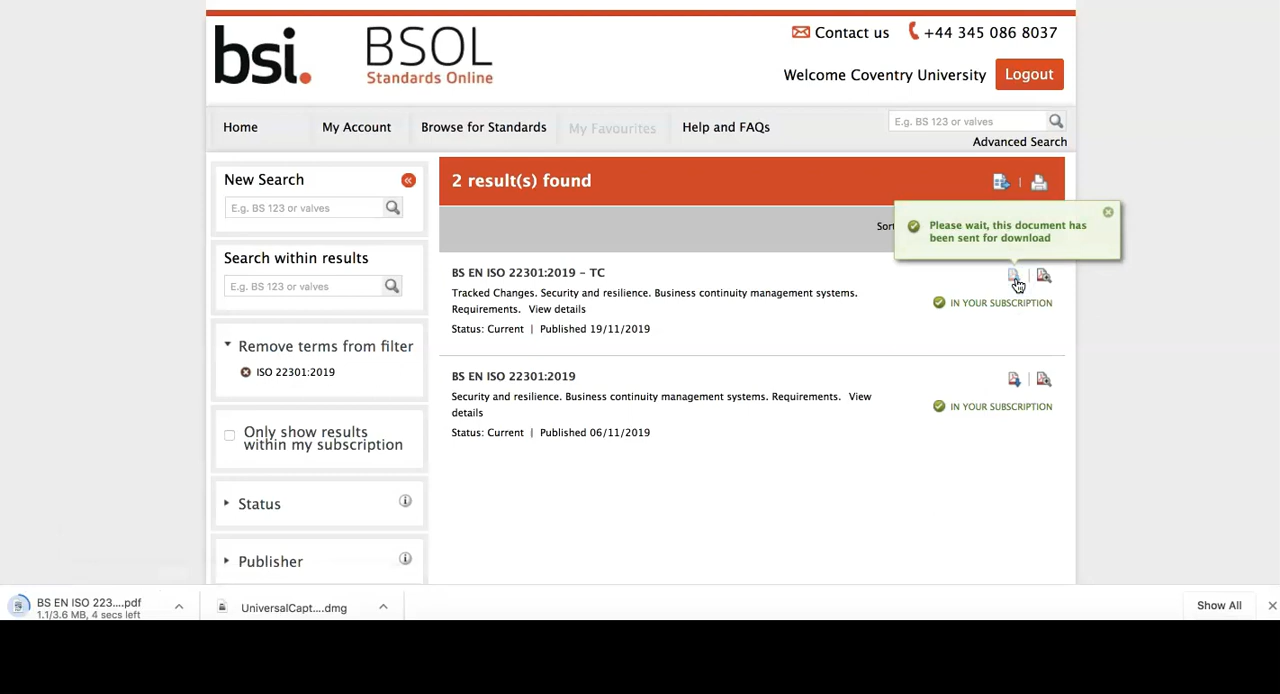 bsi.
BSOL
Standards Online
Contact us
+44 345 086 8037
Welcome Coventry University
Logout
Home
My Account
Browse for Standards
My Favourites
Help and FAQs
E.g. BS 123 or valves
Advanced Search
New Search
E.g. BS 123 or valves
Search within results
E.g. BS 123 or valves
Remove terms from filter
ISO 22301:2019
Only show results
within my subscription
Status
Publisher
2 result(s) found
Sort
Please wait, this document has
been sent for download
BS EN ISO 22301:2019 - TC
Tracked Changes. Security and resilience. Business continuity management systems.
Requirements. View details
Status: Current | Published 19/11/2019
IN YOUR SUBSCRIPTION
BS EN ISO 22301:2019
Security and resilience. Business continuity management systems. Requirements. View
details
Status: Current | Published 06/11/2019
IN YOUR SUBSCRIPTION
BS EN ISO 223....pdf
1.1/3.6 MB, 4 secs left
UniversalCapt....dmg
Show All